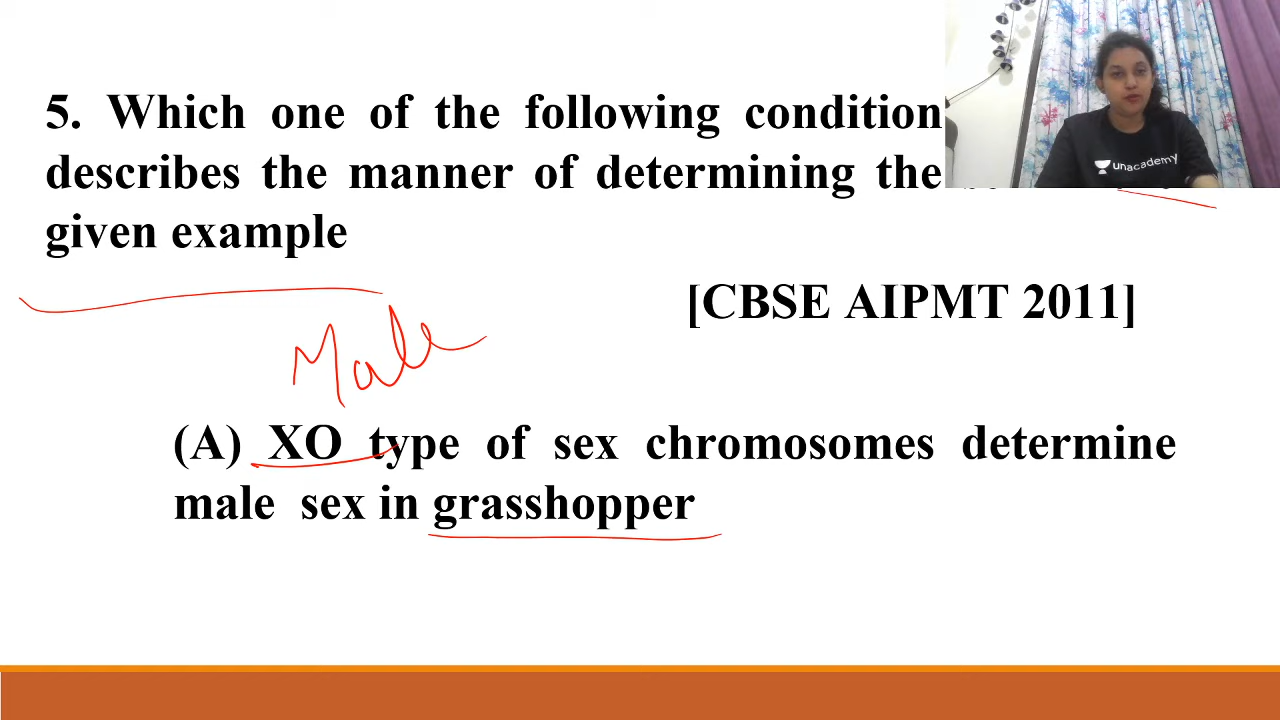 5. Which one of the following condition
unacademy
describes the manner of determining the
given example
[CBSE AIPMT 2011]
Male
(A) XO type of sex chromosomes determine
male sex in grasshopper